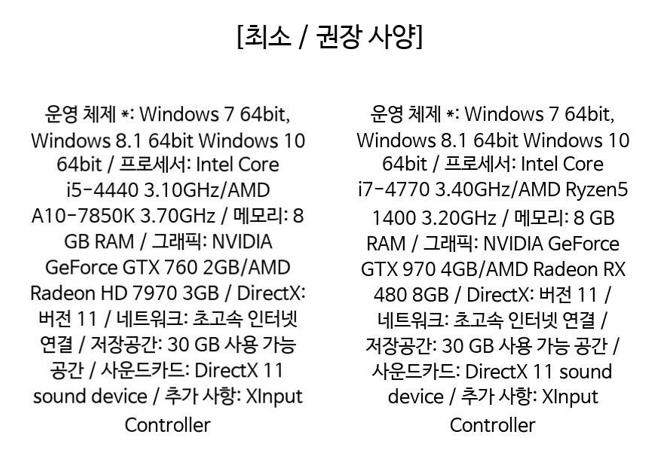 [최소 / 권장 사양]
운영 체제 *: Windows 7 64bit,
Windows 8.1 64bit Windows 10
64bit / 프로세서: Intel Core
i5-4440 3.10GHz/AMD
A10-7850K 3.70GHz / 메모리: 8
GB RAM / 그래픽: NVIDIA
GeForce GTX 760 2GB/AMD
Radeon HD 7970 3GB / DirectX:
버전 11 / 네트워크: 초고속 인터넷
연결 / 저장공간: 30 GB 사용 가능
공간 / 사운드카드: DirectX 11
sound device / 추가 사항: XInput
Controller
운영 체제 *: Windows 7 64bit,
Windows 8.1 64bit Windows 10
64bit / 프로세서: Intel Core
i7-4770 3.40GHz/AMD Ryzen5
1400 3.20GHz / 메모리: 8 GB
RAM / 그래픽: NVIDIA GeForce
GTX 970 4GB/AMD Radeon RX
480 8GB / DirectX: 버전 11 /
네트워크: 초고속 인터넷 연결 /
저장공간: 30 GB 사용 가능 공간 /
사운드카드: DirectX 11 sound
device / 추가 사항: XInput
Controller